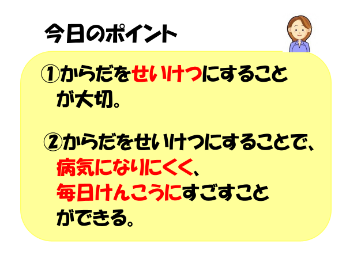 今日のポイント
①からだをせいけつにすること
が大切。
②からだをせいけつにすることで、
病気になりにくく、
毎日けんこうにすごすこと
ができる。